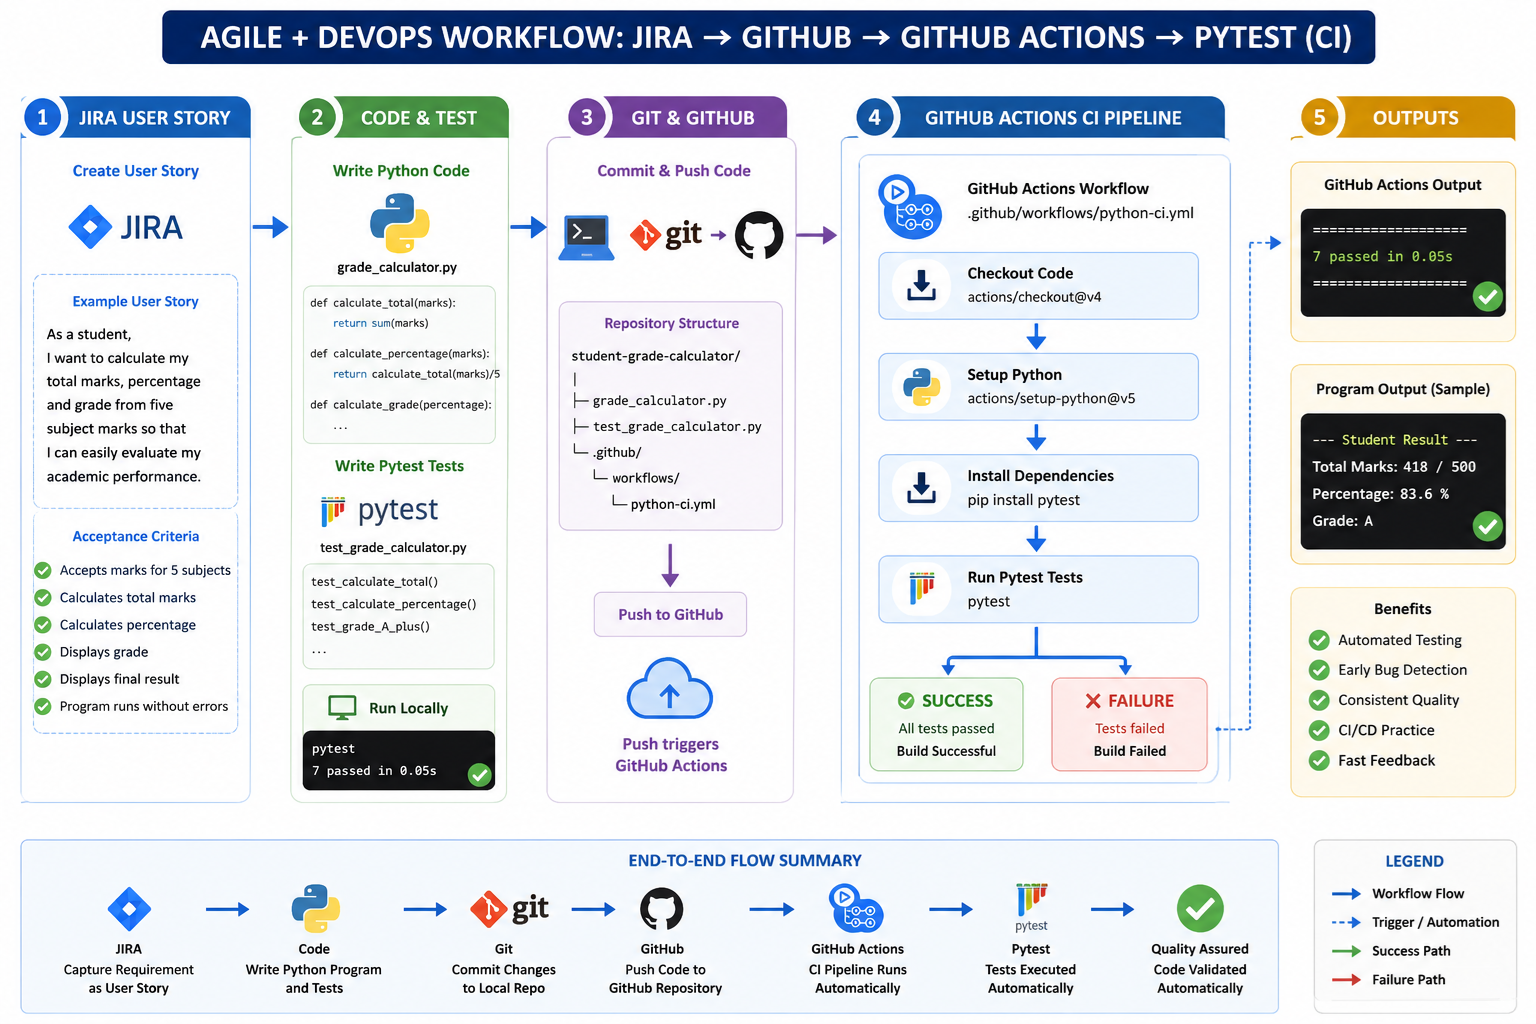 AGILE + DEVOPS WORKFLOW: JIRA → GITHUB → GITHUB ACTIONS → PYTEST (CI)
1 JIRA USER STORY
Create User Story
JIRA
Example User Story
As a student,
I want to calculate my
total marks, percentage
and grade from five
subject marks so that
I can easily evaluate my
academic performance.
Acceptance Criteria
Accepts marks for 5 subjects
Calculates total marks
Calculates percentage
Displays grade
Displays final result
Program runs without errors
2 CODE & TEST
Write Python Code
grade_calculator.py
def calculate_total(marks):
return sum(marks)
def calculate_percentage(marks):
return calculate_total(marks)/5
def calculate_grade(percentage):
...
Write Pytest Tests
pytest
test_grade_calculator.py
test_calculate_total()
test_calculate_percentage()
test_grade_A_plus()
...
Run Locally
pytest
7 passed in 0.05s
3 GIT & GITHUB
Commit & Push Code
git
Repository Structure
student-grade-calculator/
│
├─ grade_calculator.py
├─ test_grade_calculator.py
└─ .github/
└─ workflows/
└─ python-ci.yml
Push to GitHub
Push triggers
GitHub Actions
4 GITHUB ACTIONS CI PIPELINE
GitHub Actions Workflow
.github/workflows/python-ci.yml
Checkout Code
actions/checkout@v4
Setup Python
actions/setup-python@v5
Install Dependencies
pip install pytest
Run Pytest Tests
pytest
SUCCESS
All tests passed
Build Successful
FAILURE
Tests failed
Build Failed
5 OUTPUTS
GitHub Actions Output
===================
7 passed in 0.05s
===================
Program Output (Sample)
--- Student Result ---
Total Marks: 418 / 500
Percentage: 83.6 %
Grade: A
Benefits
Automated Testing
Early Bug Detection
Consistent Quality
CI/CD Practice
Fast Feedback
END-TO-END FLOW SUMMARY
JIRA
Capture Requirement
as User Story
Code
Write Python Program
and Tests
git
Git
Commit Changes
to Local Repo
GitHub
Push Code to
GitHub Repository
GitHub Actions
CI Pipeline Runs
Automatically
pytest
Pytest
Tests Executed
Automatically
Quality Assured
Code Validated
Automatically
LEGEND
Workflow Flow
Trigger / Automation
Success Path
Failure Path